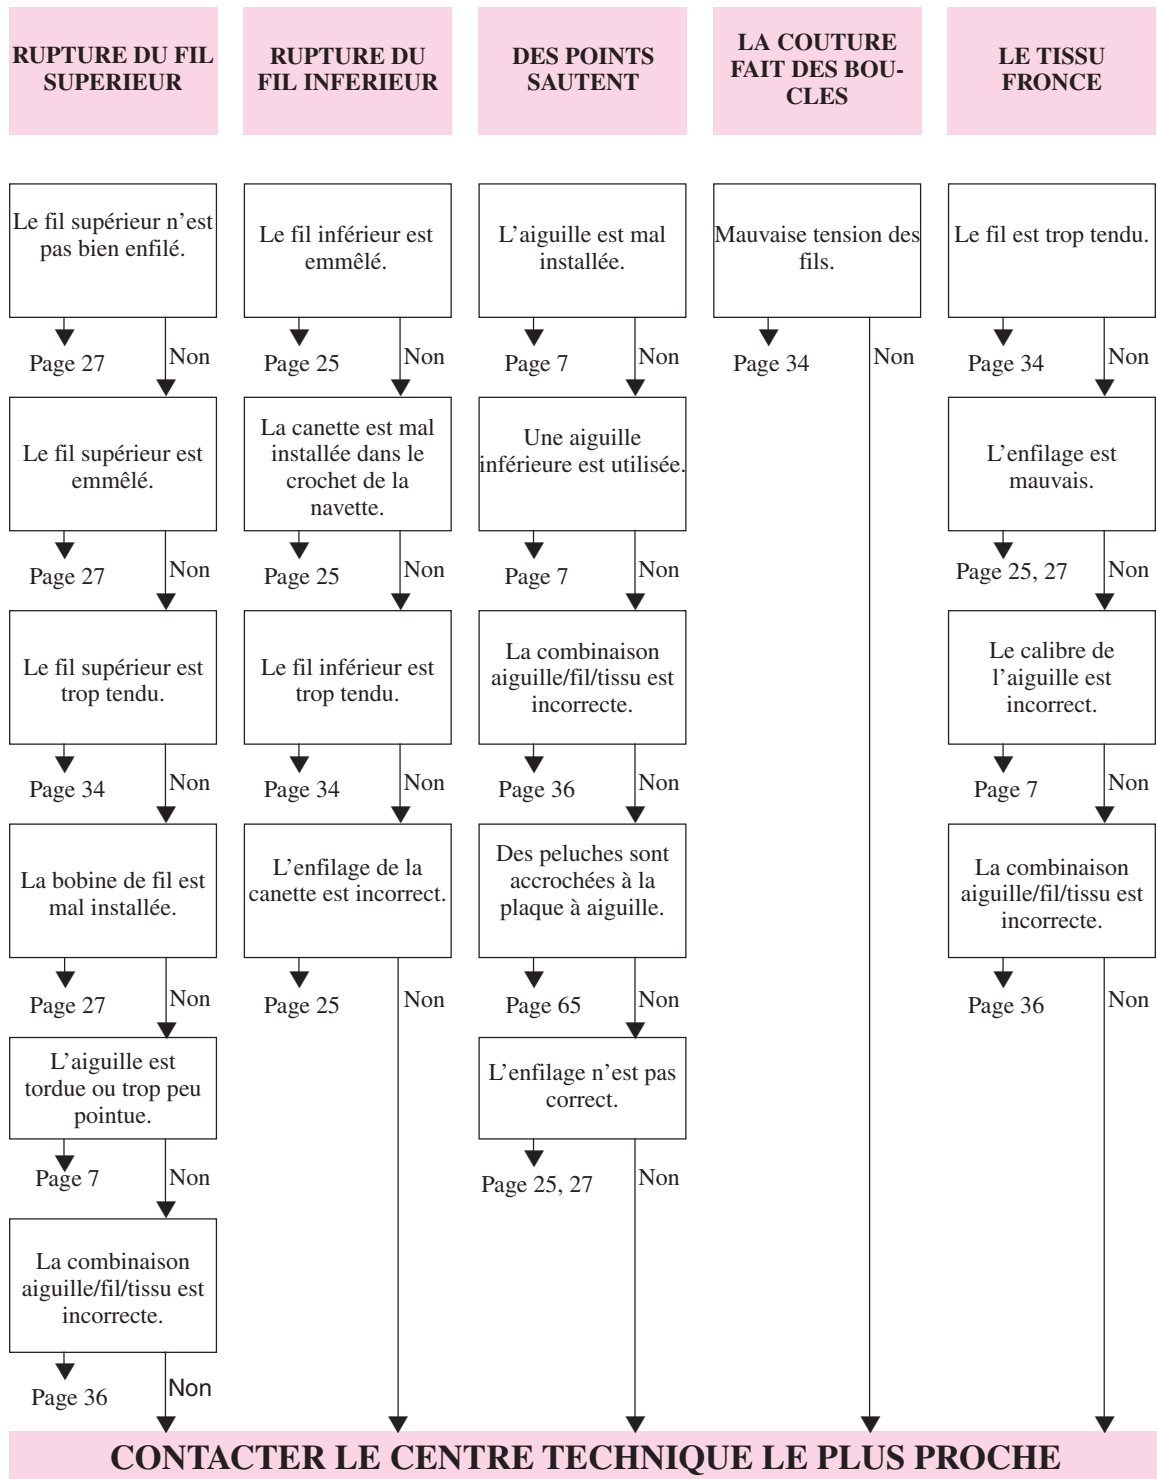 RUPTURE DU FIL
SUPERIEUR
RUPTURE DU
FIL INFERIEUR
DES POINTS
SAUTENT
LA COUTURE
FAIT DES BOU-
CLES
LE TISSU
FRONCE
Le fil supérieur n’est
pas bien enfilé.
Page 27
Non
Le fil supérieur est
emmêlé.
Page 27
Non
Le fil supérieur est
trop tendu.
Page 34
Non
La bobine de fil est
mal installée.
Page 27
Non
L’aiguille est
tordue ou trop peu
pointue.
Page 7
Non
La combinaison
aiguille/fil/tissu est
incorrecte.
Page 36
Non
Le fil inférieur est
emmêlé.
Page 25
Non
La canette est mal
installée dans le
crochet de la
navette.
Page 25
Non
Le fil inférieur est
trop tendu.
Page 34
Non
L’enfilage de la
canette est incorrect.
Page 25
Non
L’aiguille est mal
installée.
Page 7
Non
Une aiguille
inférieure est utilisée.
Page 7
Non
La combinaison
aiguille/fil/tissu est
incorrecte.
Page 36
Non
Des peluches sont
accrochées à la
plaque à aiguille.
Page 65
Non
L’enfilage n’est pas
correct.
Page 25, 27
Non
Mauvaise tension des
fils.
Page 34
Non
Le fil est trop tendu.
Page 34
Non
L’enfilage est
mauvais.
Page 25, 27
Non
Le calibre de
l’aiguille est
incorrect.
Page 7
Non
La combinaison
aiguille/fil/tissu est
incorrecte.
Page 36
Non
CONTACTER LE CENTRE TECHNIQUE LE PLUS PROCHE